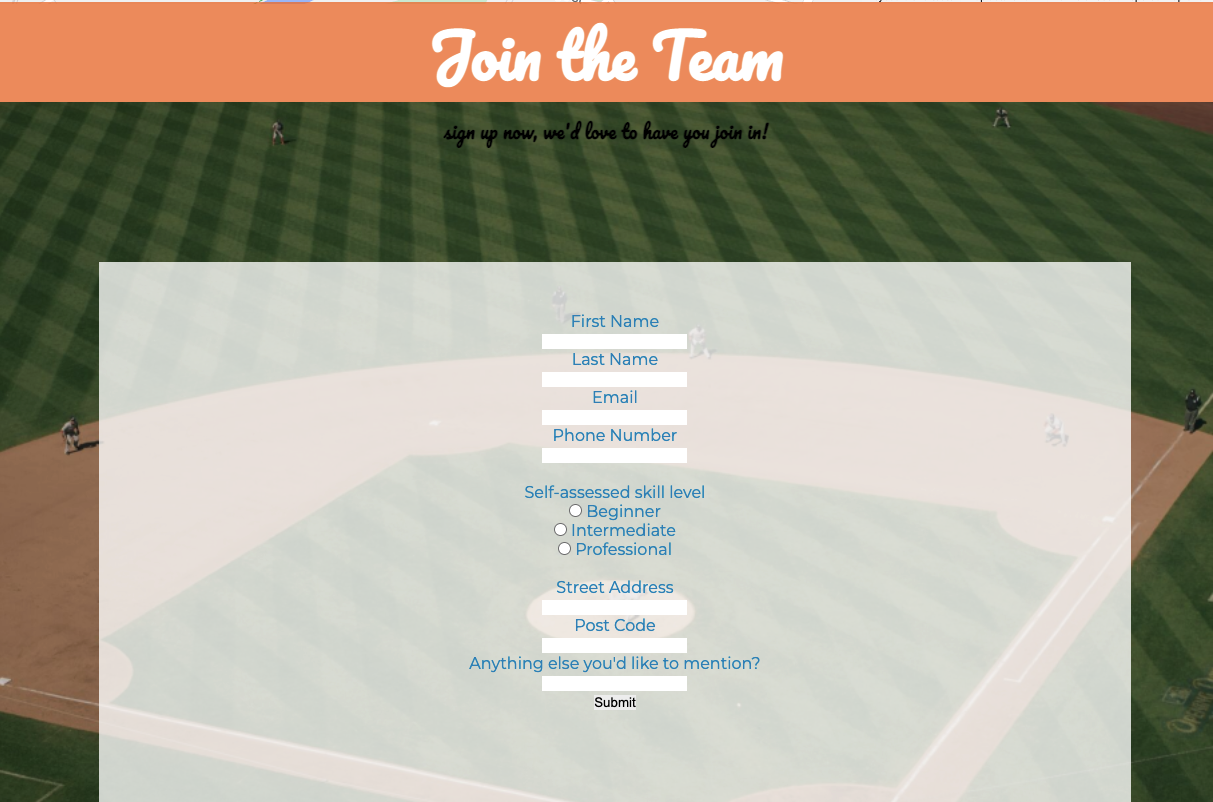 Join the Team
sign up now, we'd love to have you join in!
First Name
Last Name
Email
Phone Number
Self-assessed skill level
Beginner
Intermediate
Professional
Street Address
Post Code
Anything else you'd like to mention?
Submit